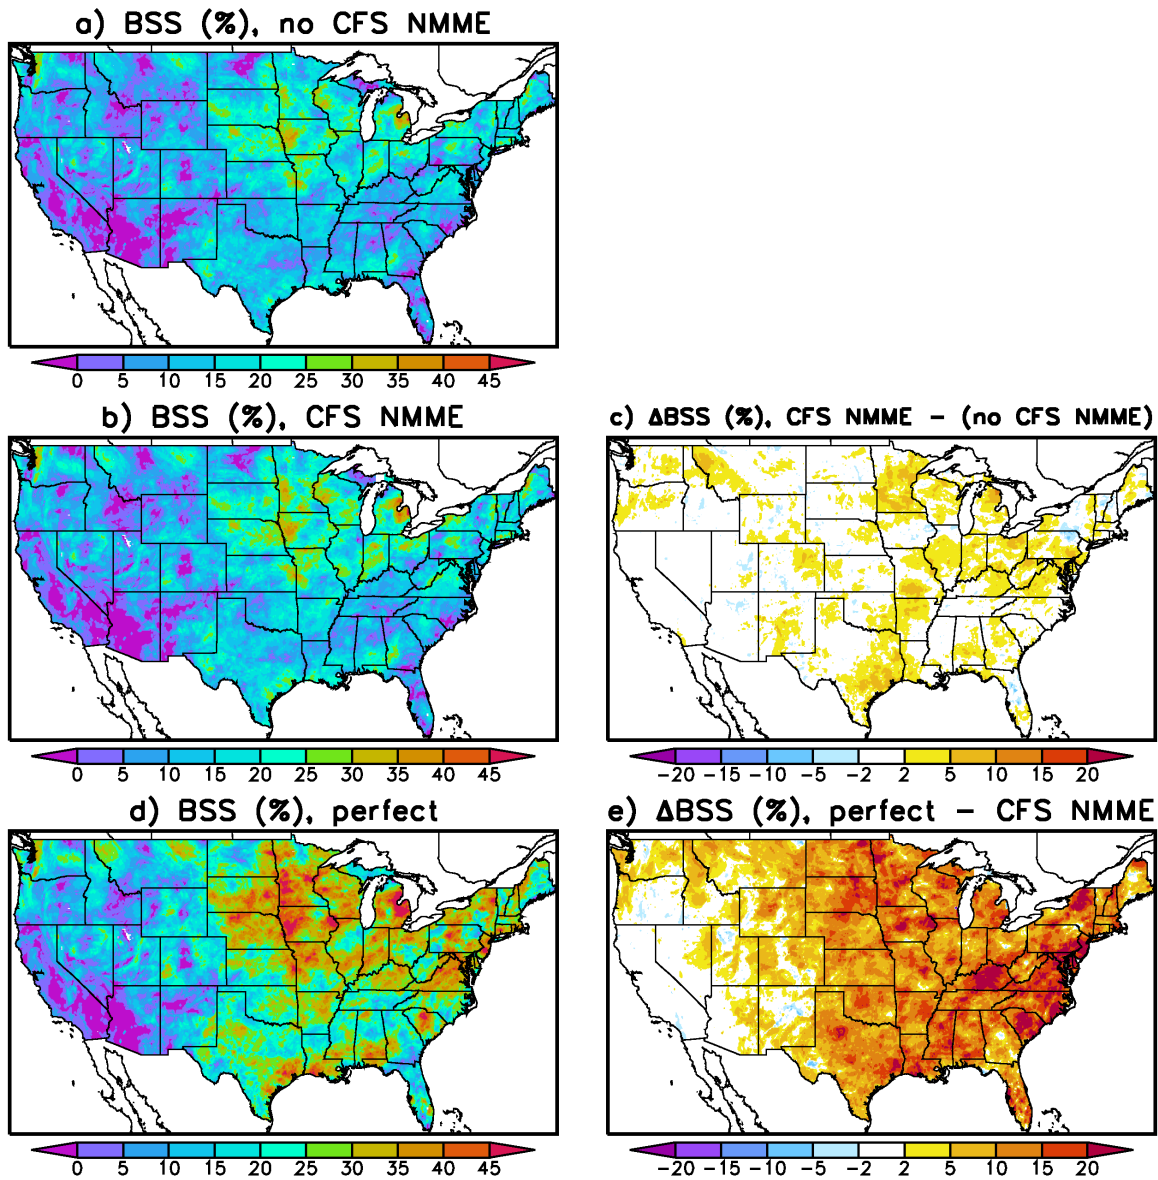 a) BSS (%), no CFS NMME
0 5 10 15 20 25 30 35 40 45
b) BSS (%), CFS NMME
c) ΔBSS (%), CFS NMME − (no CFS NMME)
0 5 10 15 20 25 30 35 40 45
−20 −15 −10 −5 −2 2 5 10 15 20
d) BSS (%), perfect
e) ΔBSS (%), perfect − CFS NMME
0 5 10 15 20 25 30 35 40 45
−20 −15 −10 −5 −2 2 5 10 15 20